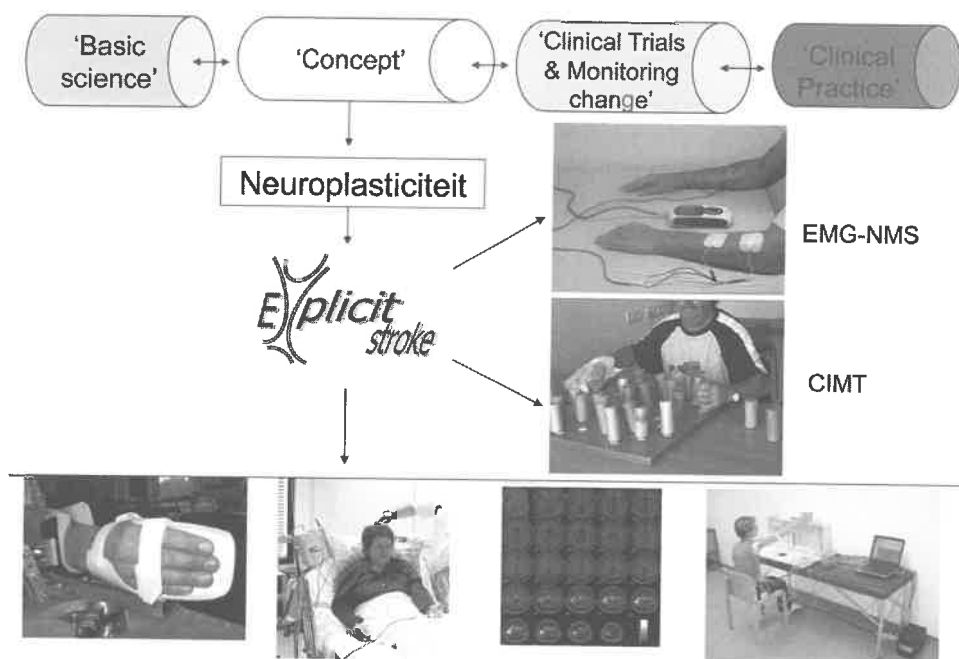 'Basic
science'
'Concept'
'Clinical Trials
& Monitoring
change'
'Clinical
Practice'
Neuroplasticiteit
Explicit
stroke
EMG-NMS
CIMT